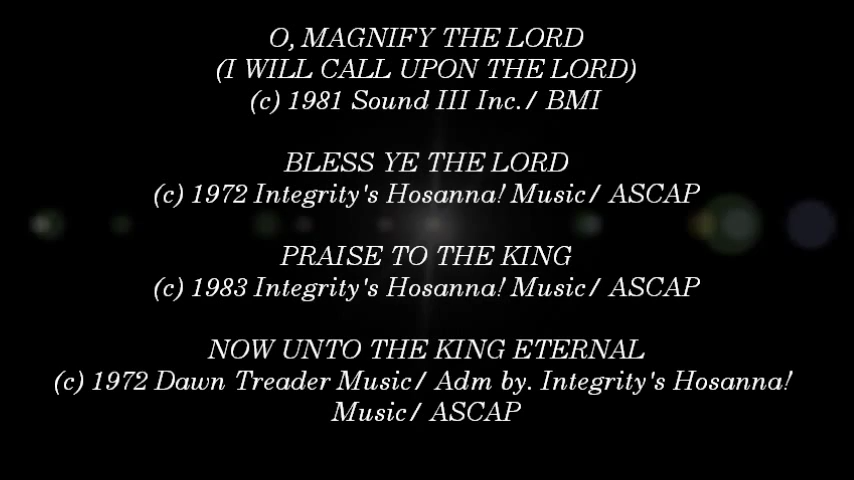 O, MAGNIFY THE LORD
(I WILL CALL UPON THE LORD)
(c) 1981 Sound III Inc./ BMI
BLESS YE THE LORD
(c) 1972 Integrity's Hosanna! Music/ ASCAP
PRAISE TO THE KING
(c) 1983 Integrity's Hosanna! Music/ ASCAP
NOW UNTO THE KING ETERNAL
(c) 1972 Dawn Treader Music/ Adm by. Integrity's Hosanna!
Music/ ASCAP